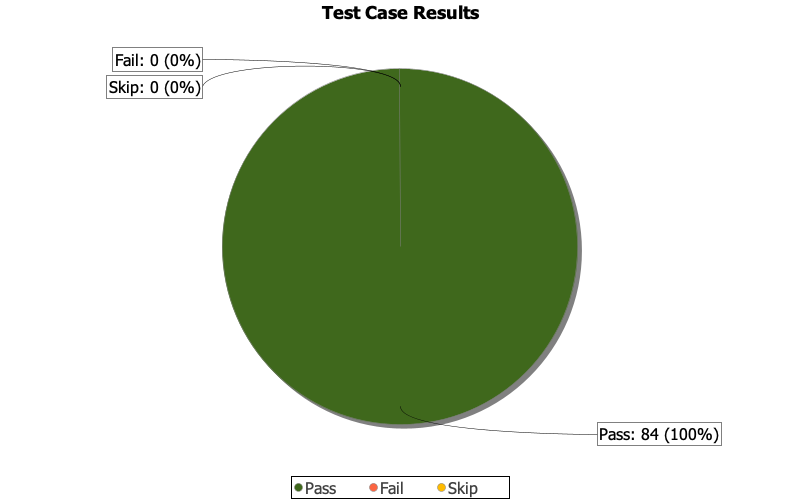 Test Case Results
Fail: 0 (0%)
Skip: 0 (0%)
Pass: 84 (100%)
Pass Fail Skip